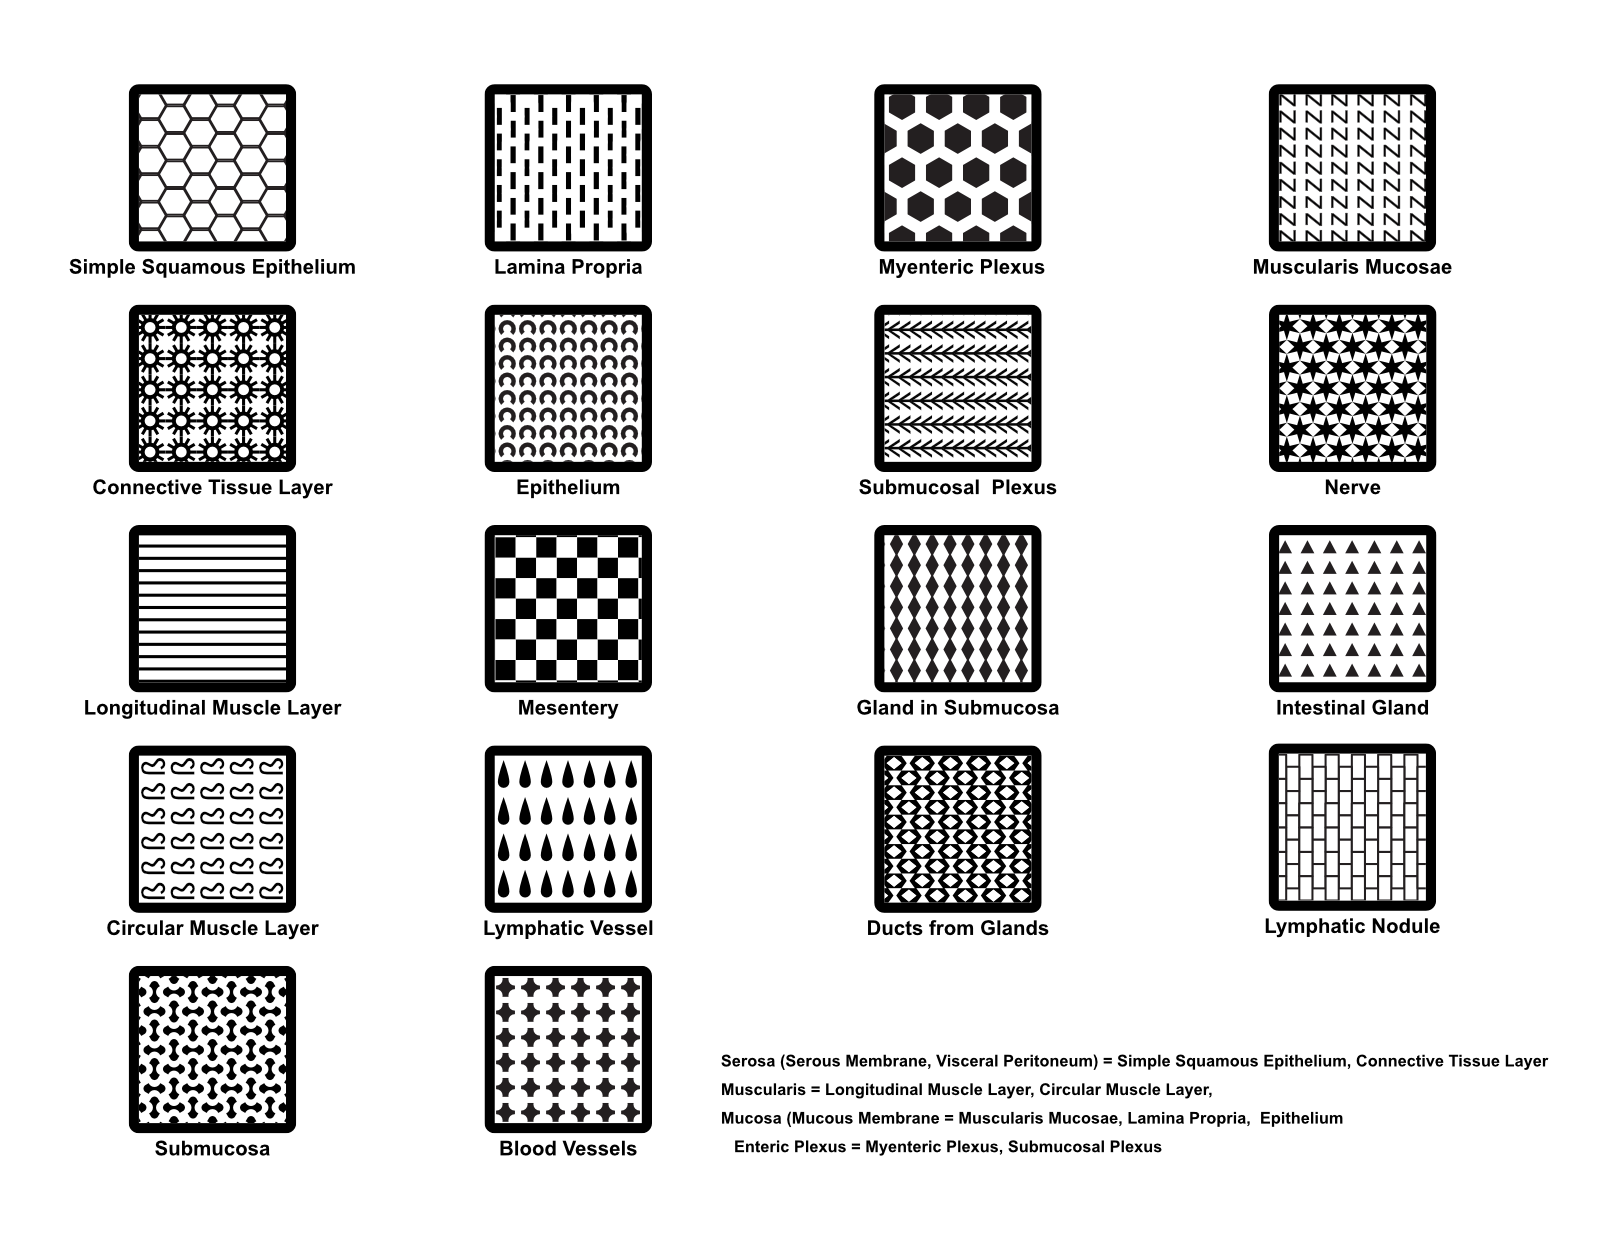 Simple Squamous Epithelium
Lamina Propria
Myenteric Plexus
Muscularis Mucosae
Connective Tissue Layer
Epithelium
Submucosal  Plexus
Nerve
Longitudinal Muscle Layer
Mesentery
Gland in Submucosa
Intestinal Gland
Circular Muscle Layer
Lymphatic Vessel
Ducts from Glands
Lymphatic Nodule
Submucosa
Blood Vessels
Serosa (Serous Membrane, Visceral Peritoneum) = Simple Squamous Epithelium, Connective Tissue Layer
Muscularis = Longitudinal Muscle Layer, Circular Muscle Layer,
Mucosa (Mucous Membrane = Muscularis Mucosae, Lamina Propria,  Epithelium
Enteric Plexus = Myenteric Plexus, Submucosal Plexus